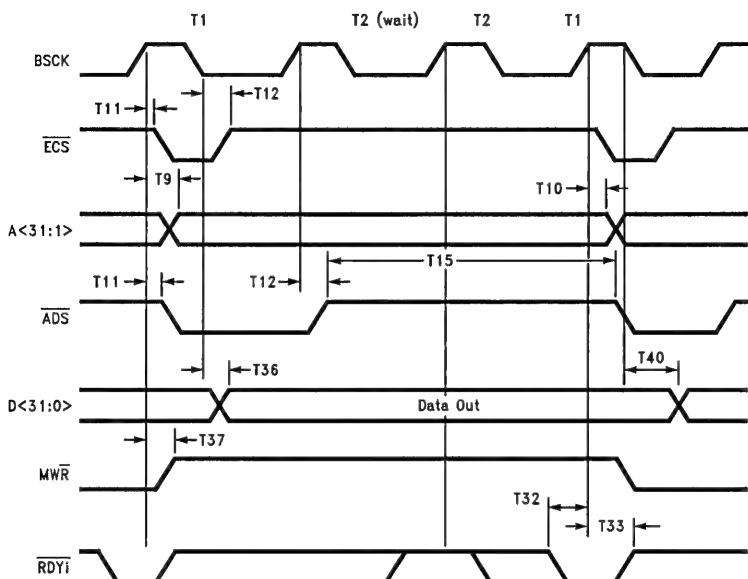 T1 T2 (wait) T2 T1
BSCK
T11 T12
ECS
T9
T10
A<31:1>
T15
T11 T12
ADS
T36 T40
D<31:0> Data Out
T37
MWR
T32 T33
RDYi